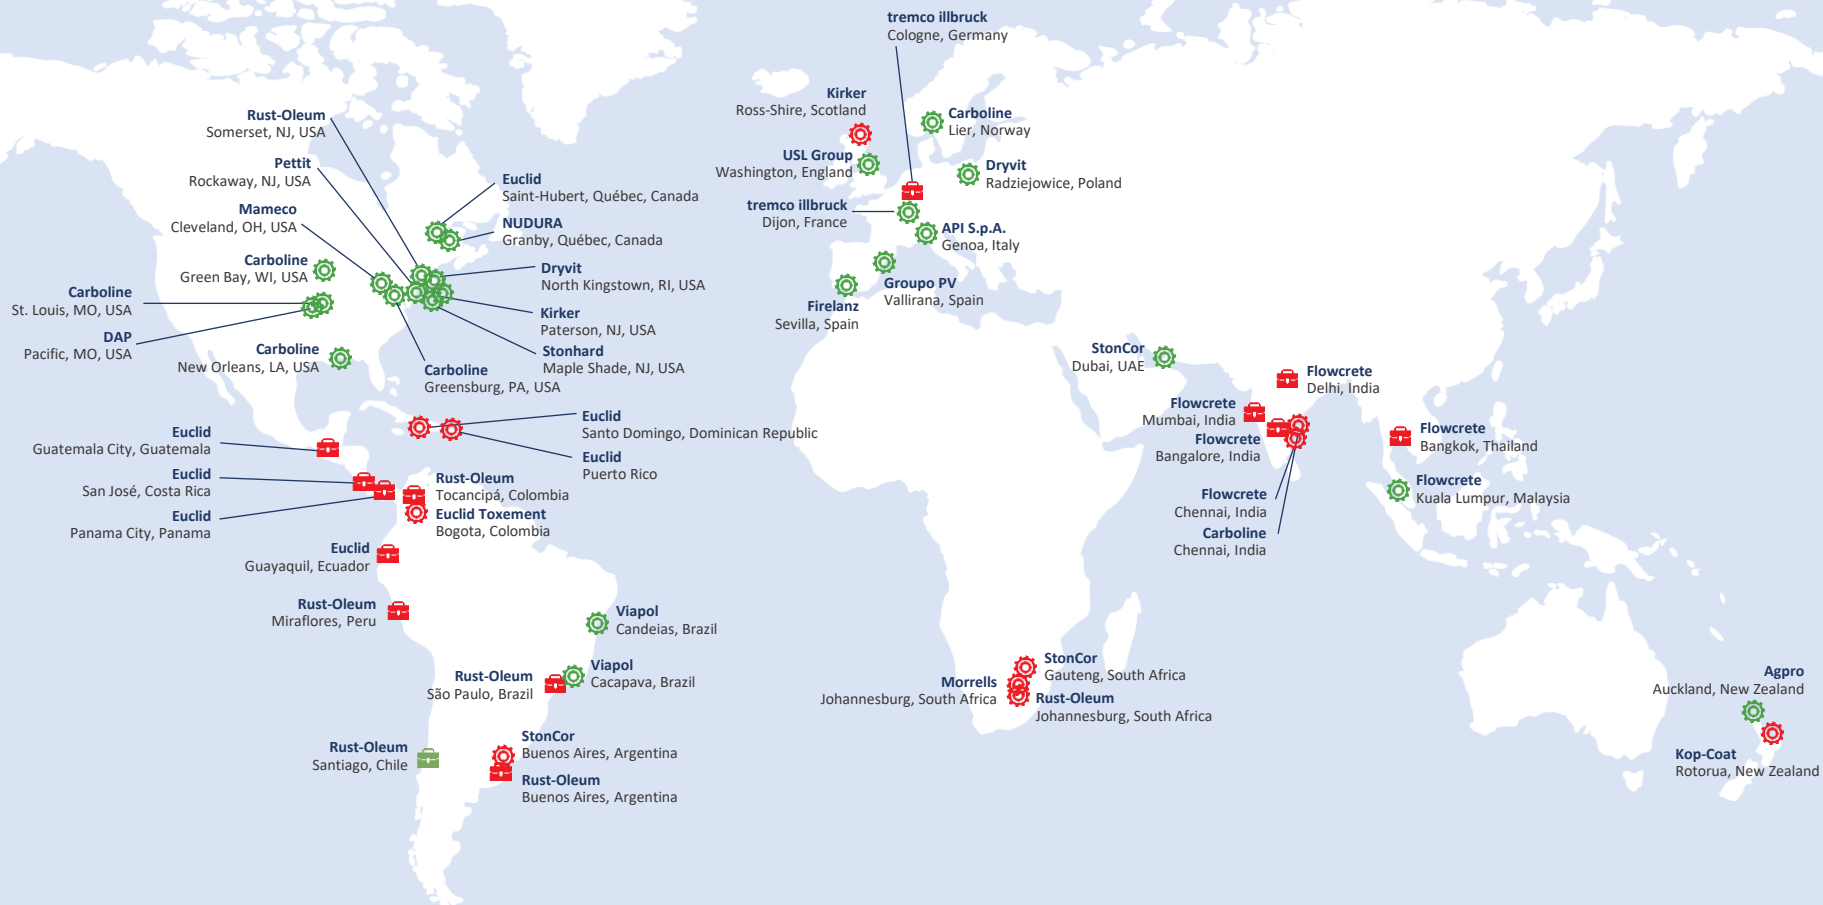 tremco illbruck
Cologne, Germany
Kirker
Ross-Shire, Scotland
Carboline
Lier, Norway
USL Group
Washington, England
Dryvit
Radziejowice, Poland
tremco illbruck
Dijon, France
API S.p.A.
Genoa, Italy
Groupo PV
Vallirana, Spain
Firelanz
Sevilla, Spain
Rust-Oleum
Somerset, NJ, USA
Pettit
Rockaway, NJ, USA
Mameco
Cleveland, OH, USA
Carboline
Green Bay, WI, USA
Carboline
St. Louis, MO, USA
DAP
Pacific, MO, USA
Carboline
New Orleans, LA, USA
Euclid
Saint-Hubert, Québec, Canada
NUDURA
Granby, Québec, Canada
Dryvit
North Kingstown, RI, USA
Kirker
Paterson, NJ, USA
Stonhard
Maple Shade, NJ, USA
Carboline
Greensburg, PA, USA
Euclid
Santo Domingo, Dominican Republic
Euclid
Puerto Rico
Euclid
Guatemala City, Guatemala
Euclid
San José, Costa Rica
Euclid
Panama City, Panama
Rust-Oleum
Tocancipá, Colombia
Euclid Toxement
Bogota, Colombia
Euclid
Guayaquil, Ecuador
Rust-Oleum
Miraflores, Peru
Viapol
Candeias, Brazil
Viapol
Cacapava, Brazil
Rust-Oleum
São Paulo, Brazil
StonCor
Buenos Aires, Argentina
Rust-Oleum
Buenos Aires, Argentina
Rust-Oleum
Santiago, Chile
StonCor
Dubai, UAE
Flowcrete
Delhi, India
Flowcrete
Mumbai, India
Flowcrete
Bangalore, India
Flowcrete
Chennai, India
Carboline
Chennai, India
Flowcrete
Bangkok, Thailand
Flowcrete
Kuala Lumpur, Malaysia
StonCor
Gauteng, South Africa
Morrells
Johannesburg, South Africa
Rust-Oleum
Johannesburg, South Africa
Agpro
Auckland, New Zealand
Kop-Coat
Rotorua, New Zealand